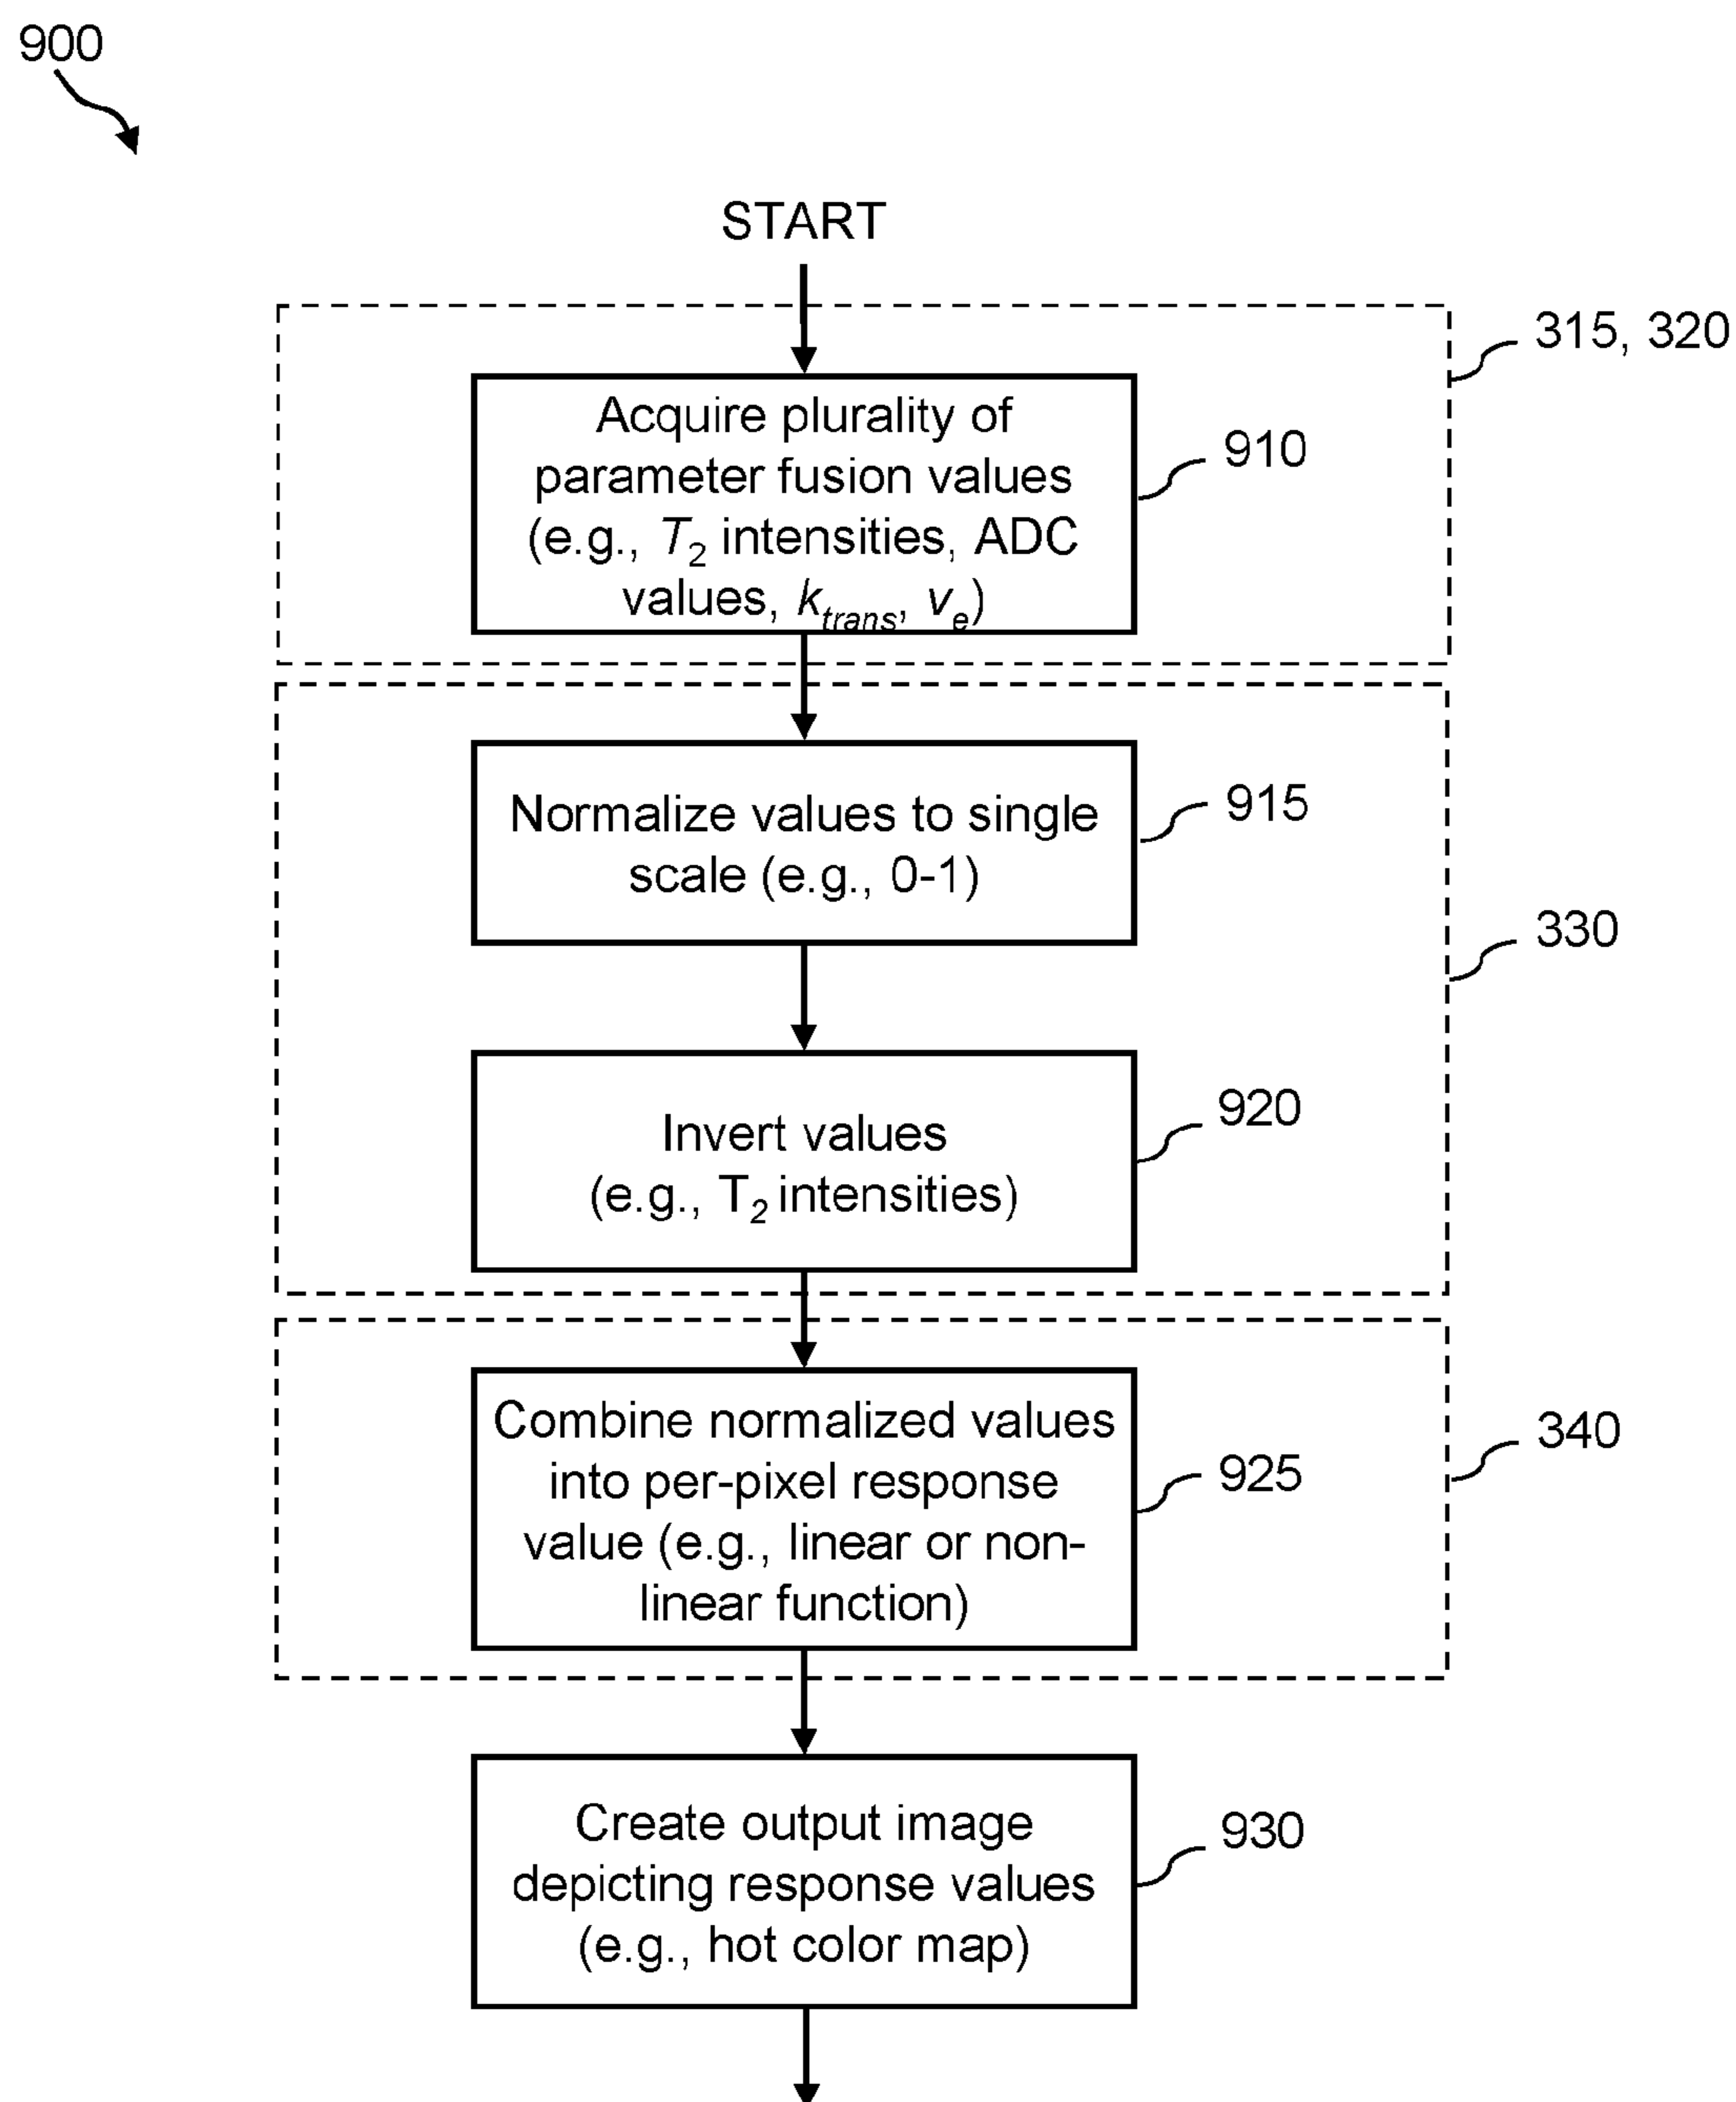 900
START
315, 320
Acquire plurality of
parameter fusion values
(e.g., T2 intensities, ADC
values, ktrans, ve)
910
Normalize values to single
scale (e.g., 0-1)
915
330
Invert values
(e.g., T2 intensities)
920
Combine normalized values
into per-pixel response
value (e.g., linear or non-
linear function)
925
340
Create output image
depicting response values
(e.g., hot color map)
930